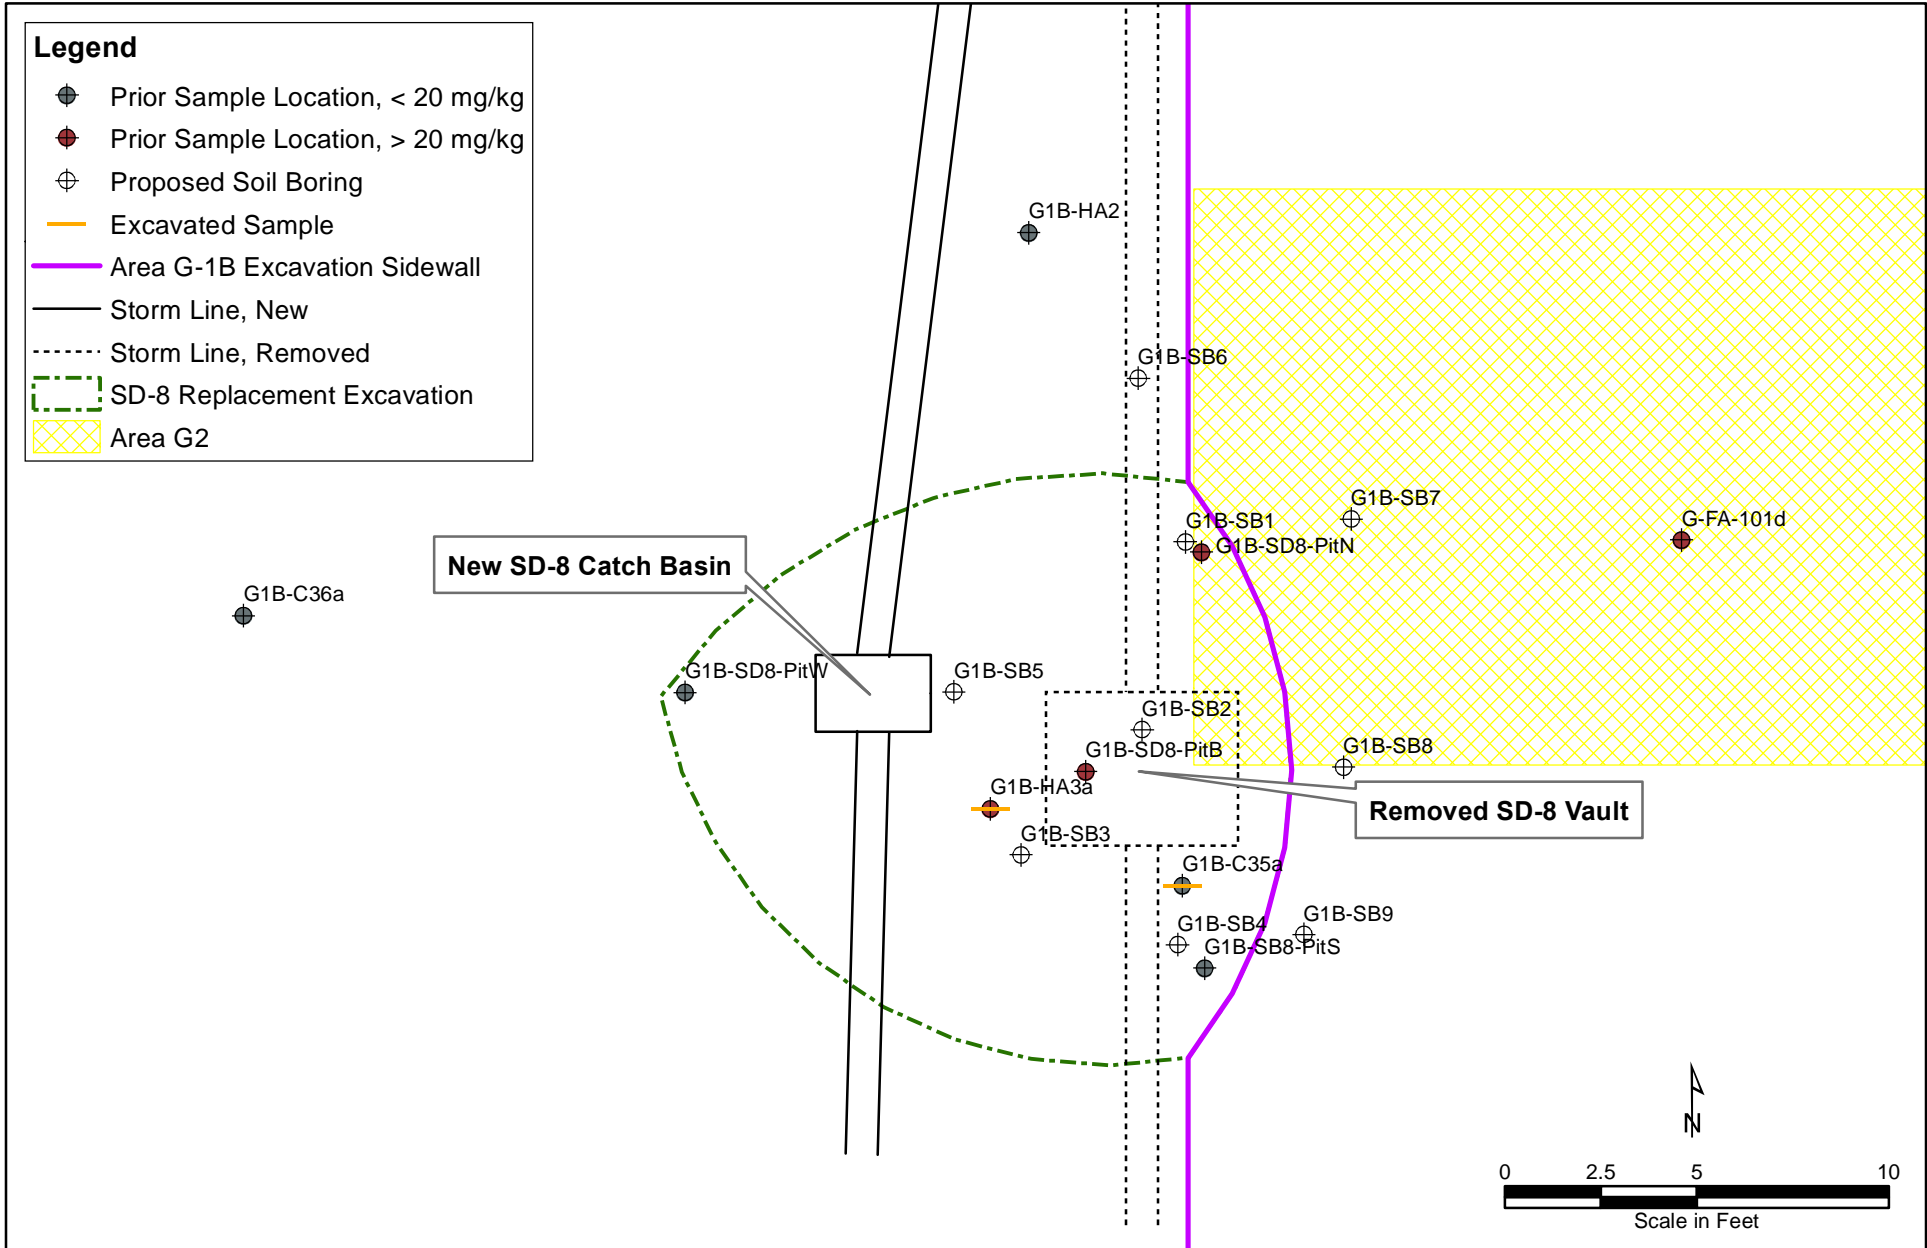 Legend
Prior Sample Location, < 20 mg/kg
Prior Sample Location, > 20 mg/kg
Proposed Soil Boring
Excavated Sample
Area G-1B Excavation Sidewall
Storm Line, New
Storm Line, Removed
SD-8 Replacement Excavation
Area G2
G1B-HA2
G1B-SB6
G1B-SB7
G1B-SB1
G-FA-101d
G1B-SD8-PitN
New SD-8 Catch Basin
G1B-C36a
G1B-SD8-PitW
G1B-SB5
G1B-SB2
G1B-SD8-PitB
G1B-SB8
G1B-HA3a
Removed SD-8 Vault
G1B-SB3
G1B-C35a
G1B-SB9
G1B-SB4
G1B-SB8-PitS
N
0 2.5 5 10
Scale in Feet